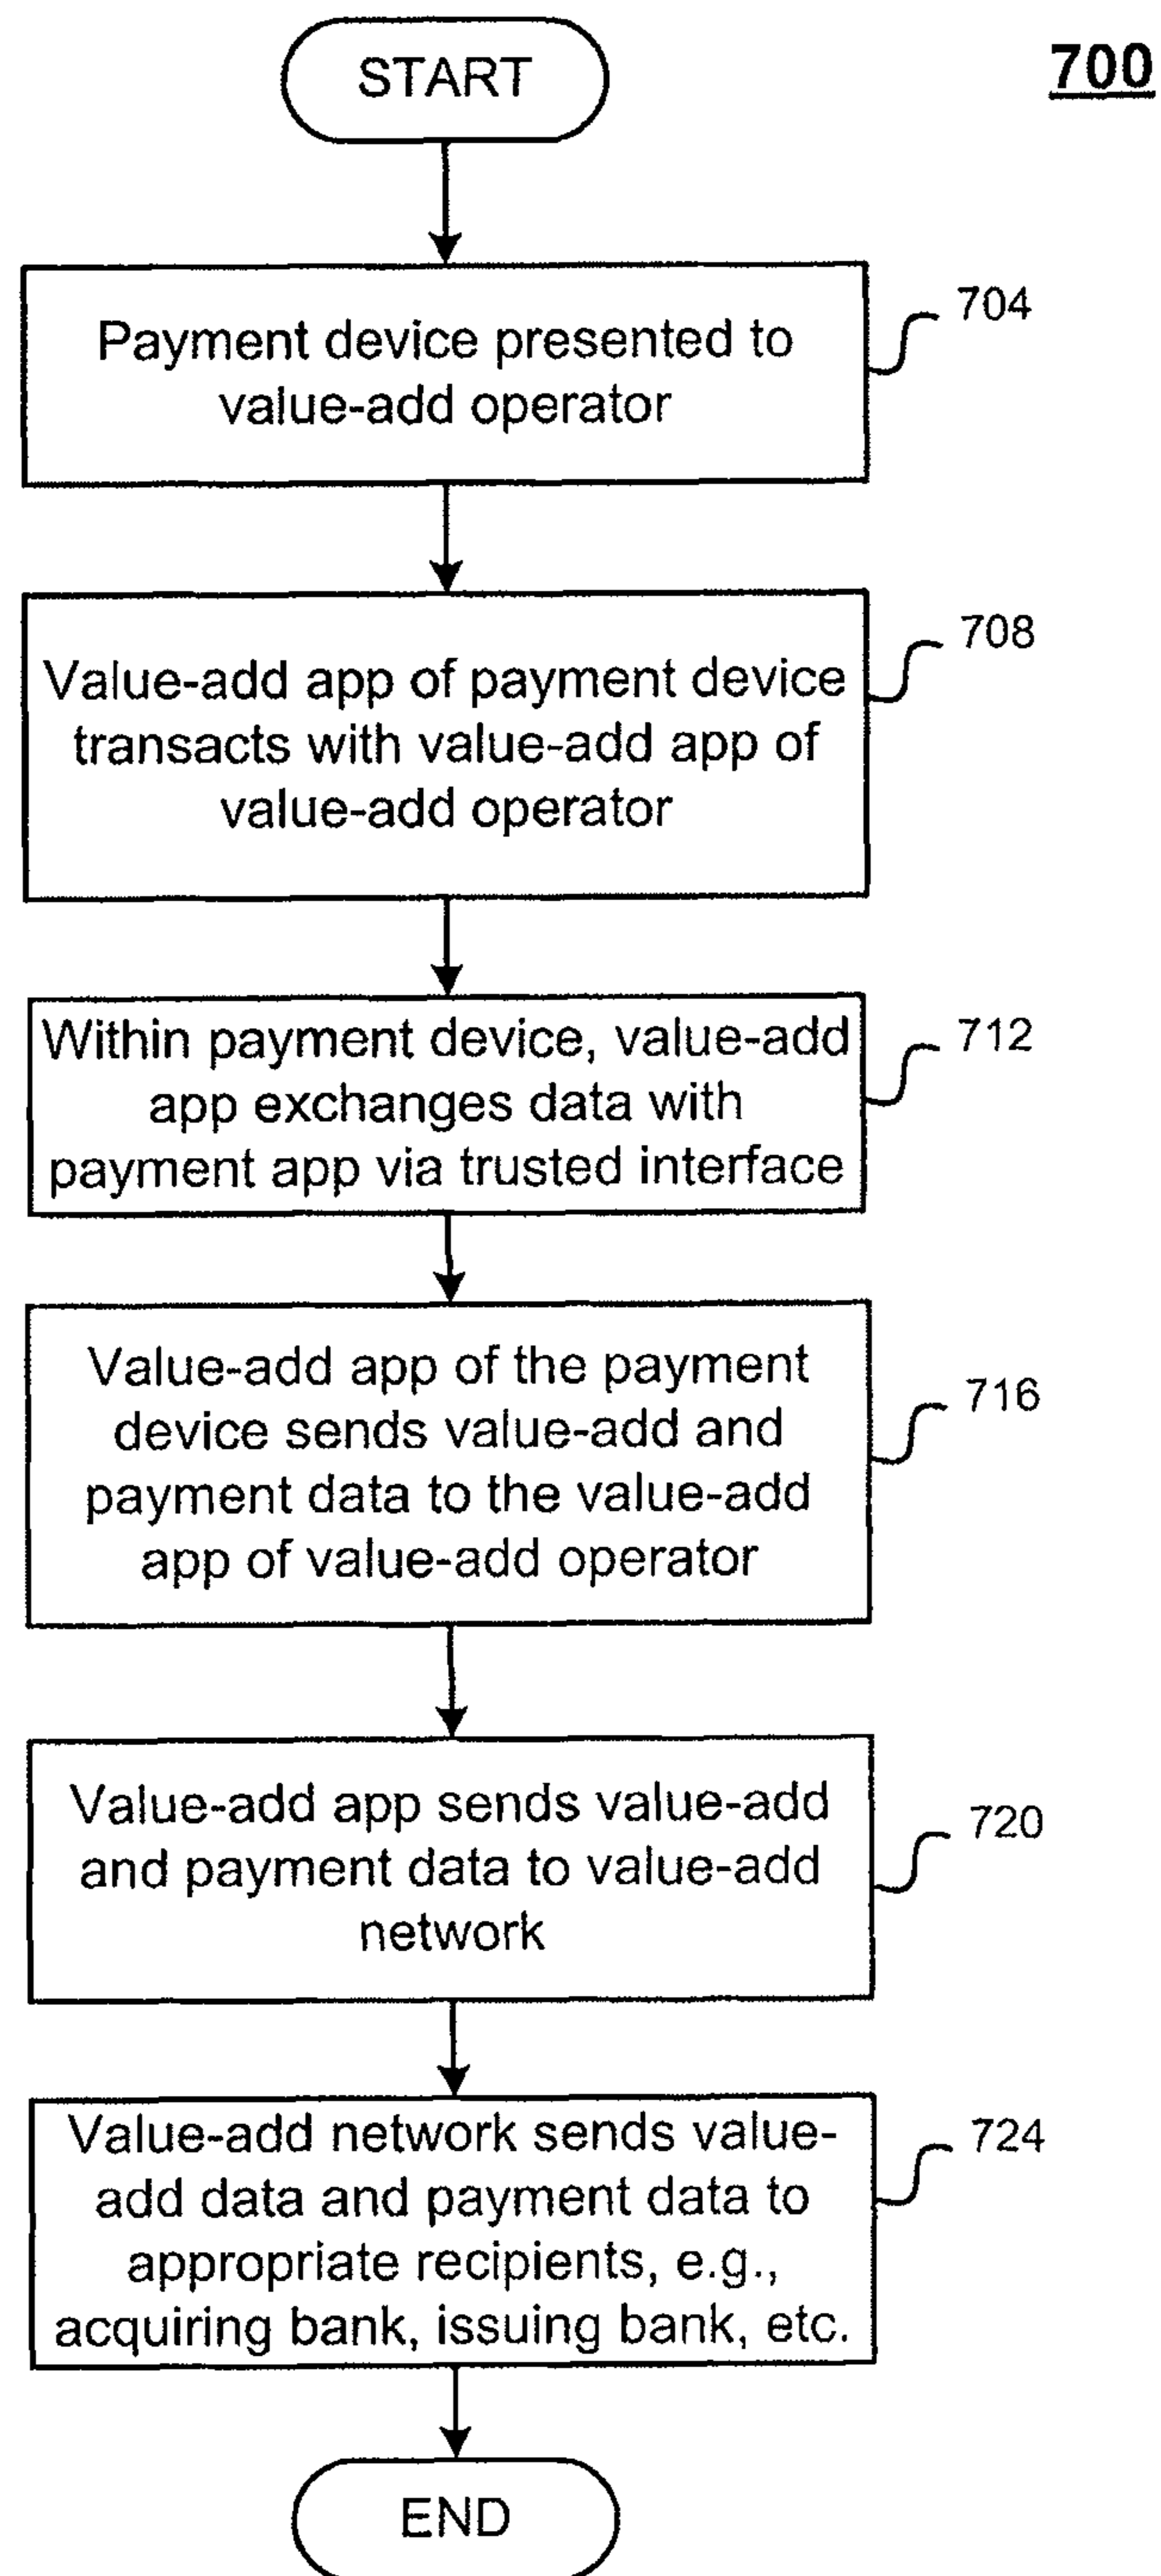 START
700
Payment device presented to
value-add operator
704
Value-add app of payment device
transacts with value-add app of
value-add operator
708
Within payment device, value-add
app exchanges data with
payment app via trusted interface
712
Value-add app of the payment
device sends value-add and
payment data to the value-add
app of value-add operator
716
Value-add app sends value-add
and payment data to value-add
network
720
Value-add network sends value-
add data and payment data to
appropriate recipients, e.g.,
acquiring bank, issuing bank, etc.
724
END